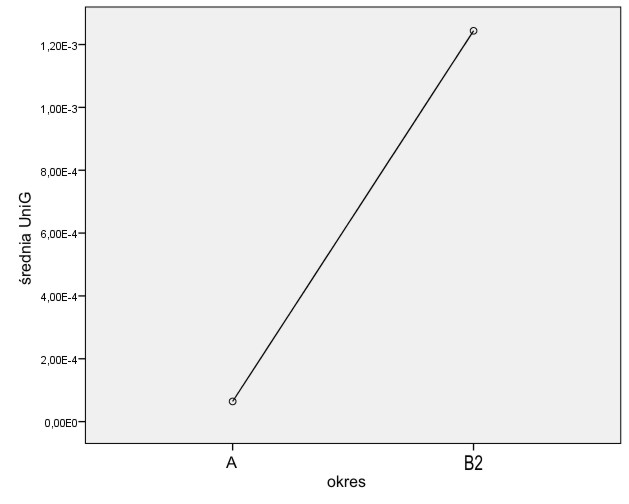 1,20E-3
1,00E-3
8,00E-4
6,00E-4
4,00E-4
2,00E-4
0,00E0
średnia UniG
A B2
okres